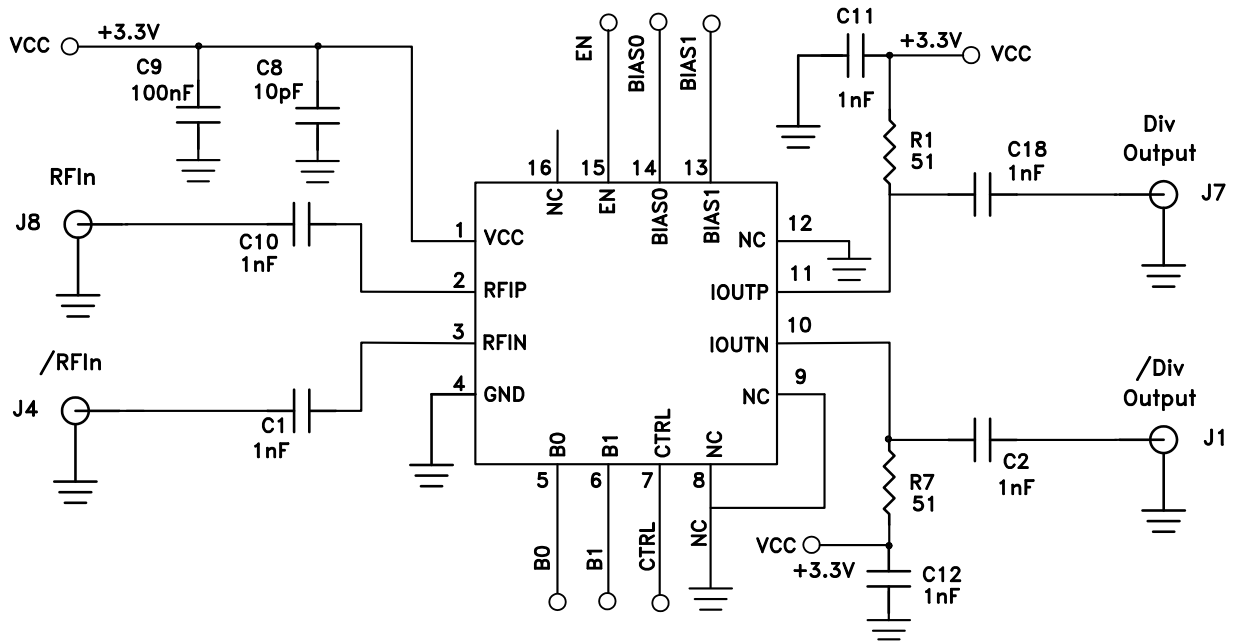 VCC
+3.3V
C9
100nF
C8
10pF
EN
BIAS0
BIAS1
C11
1nF
+3.3V
VCC
R1
51
C18
1nF
Div
Output
J7
RFIn
J8
C10
1nF
/RFIn
J4
C1
1nF
16
15
14
13
NC
EN
BIAS0
BIAS1
1
VCC
2
RFIP
3
RFIN
4
GND
NC
12
IOUTP
11
IOUTN
10
NC
9
B0
B1
CTRL
NC
5
6
7
8
B0
B1
CTRL
NC
/Div
Output
J1
C2
1nF
R7
51
VCC
+3.3V
C12
1nF